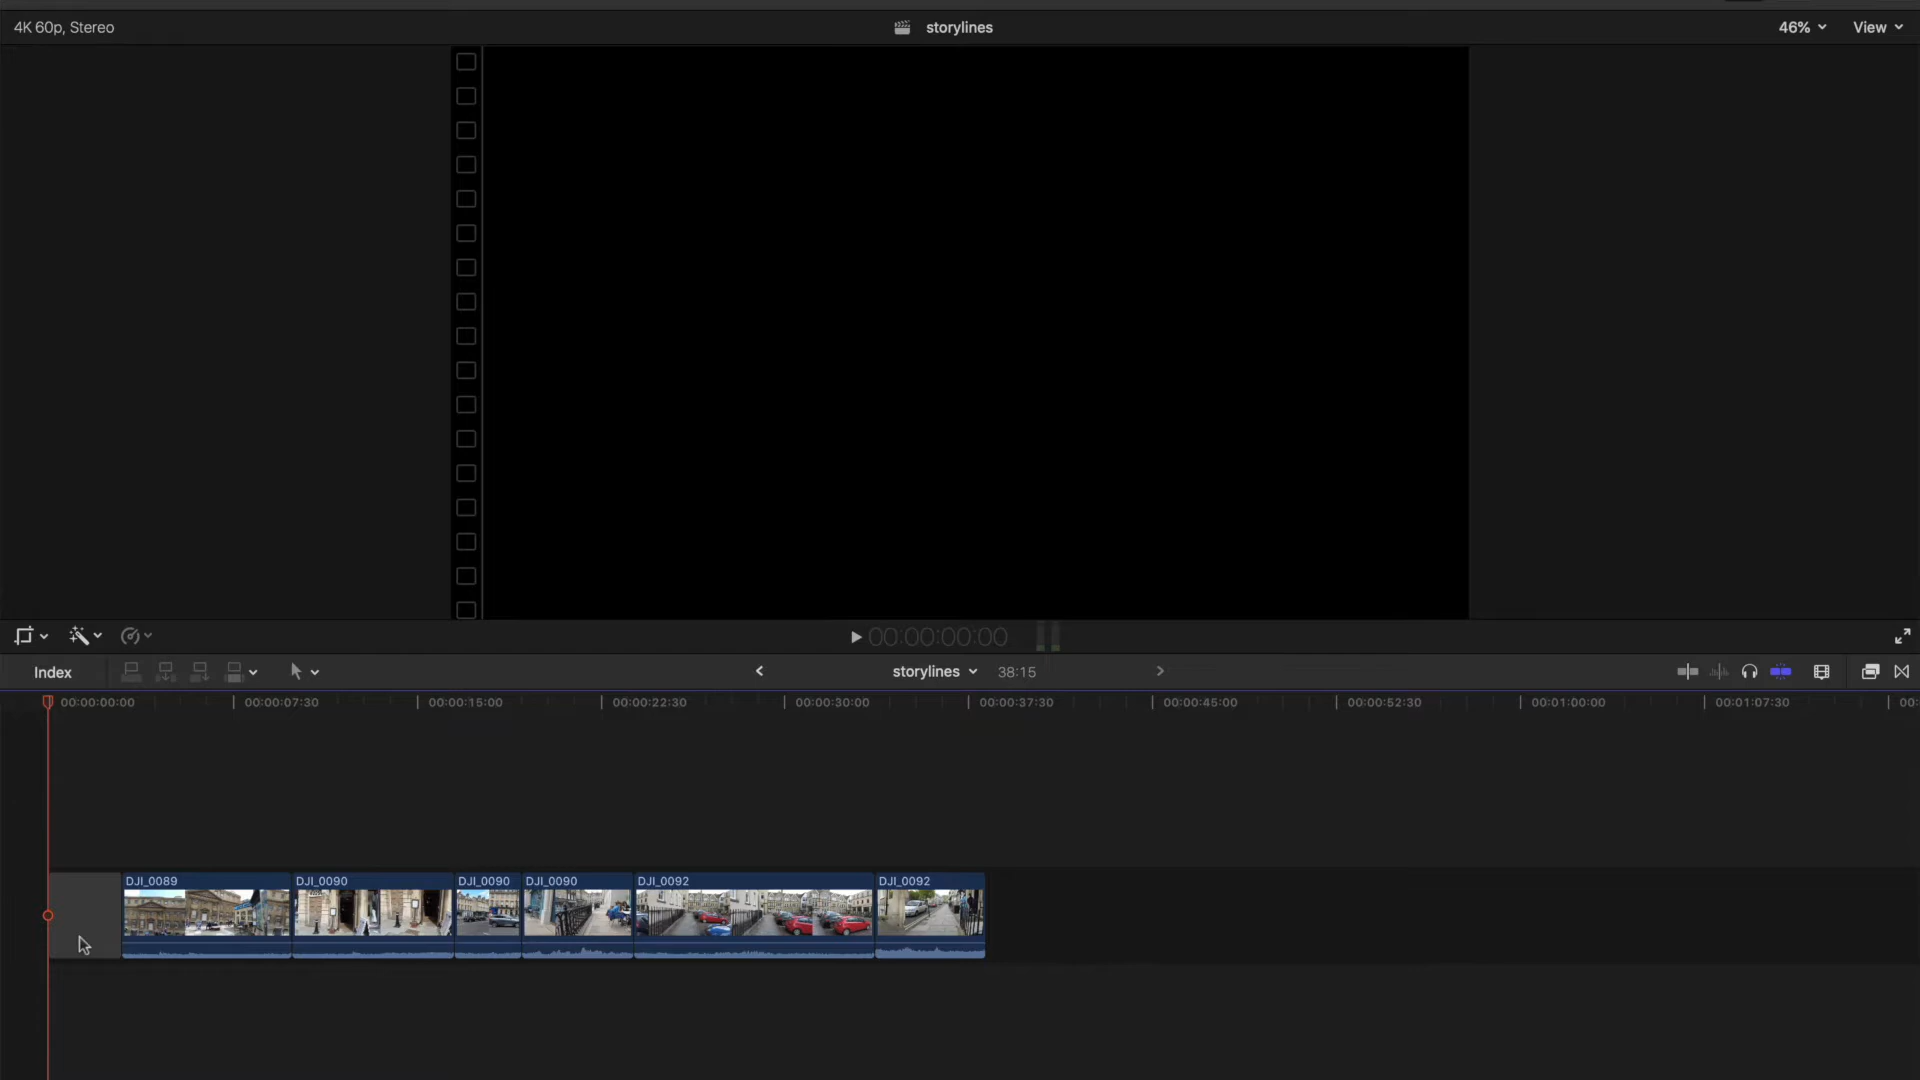 4K 60p, Stereo
storylines
46%
View
00:00:00:00
Index
storylines
38:15
00:00:00:00
00:00:07:30
00:00:15:00
00:00:22:30
00:00:30:00
00:00:37:30
00:00:45:00
00:00:52:30
00:01:00:00
00:01:07:30
00:
DJI_0089
DJI_0090
DJI_0090
DJI_0090
DJI_0092
DJI_0092